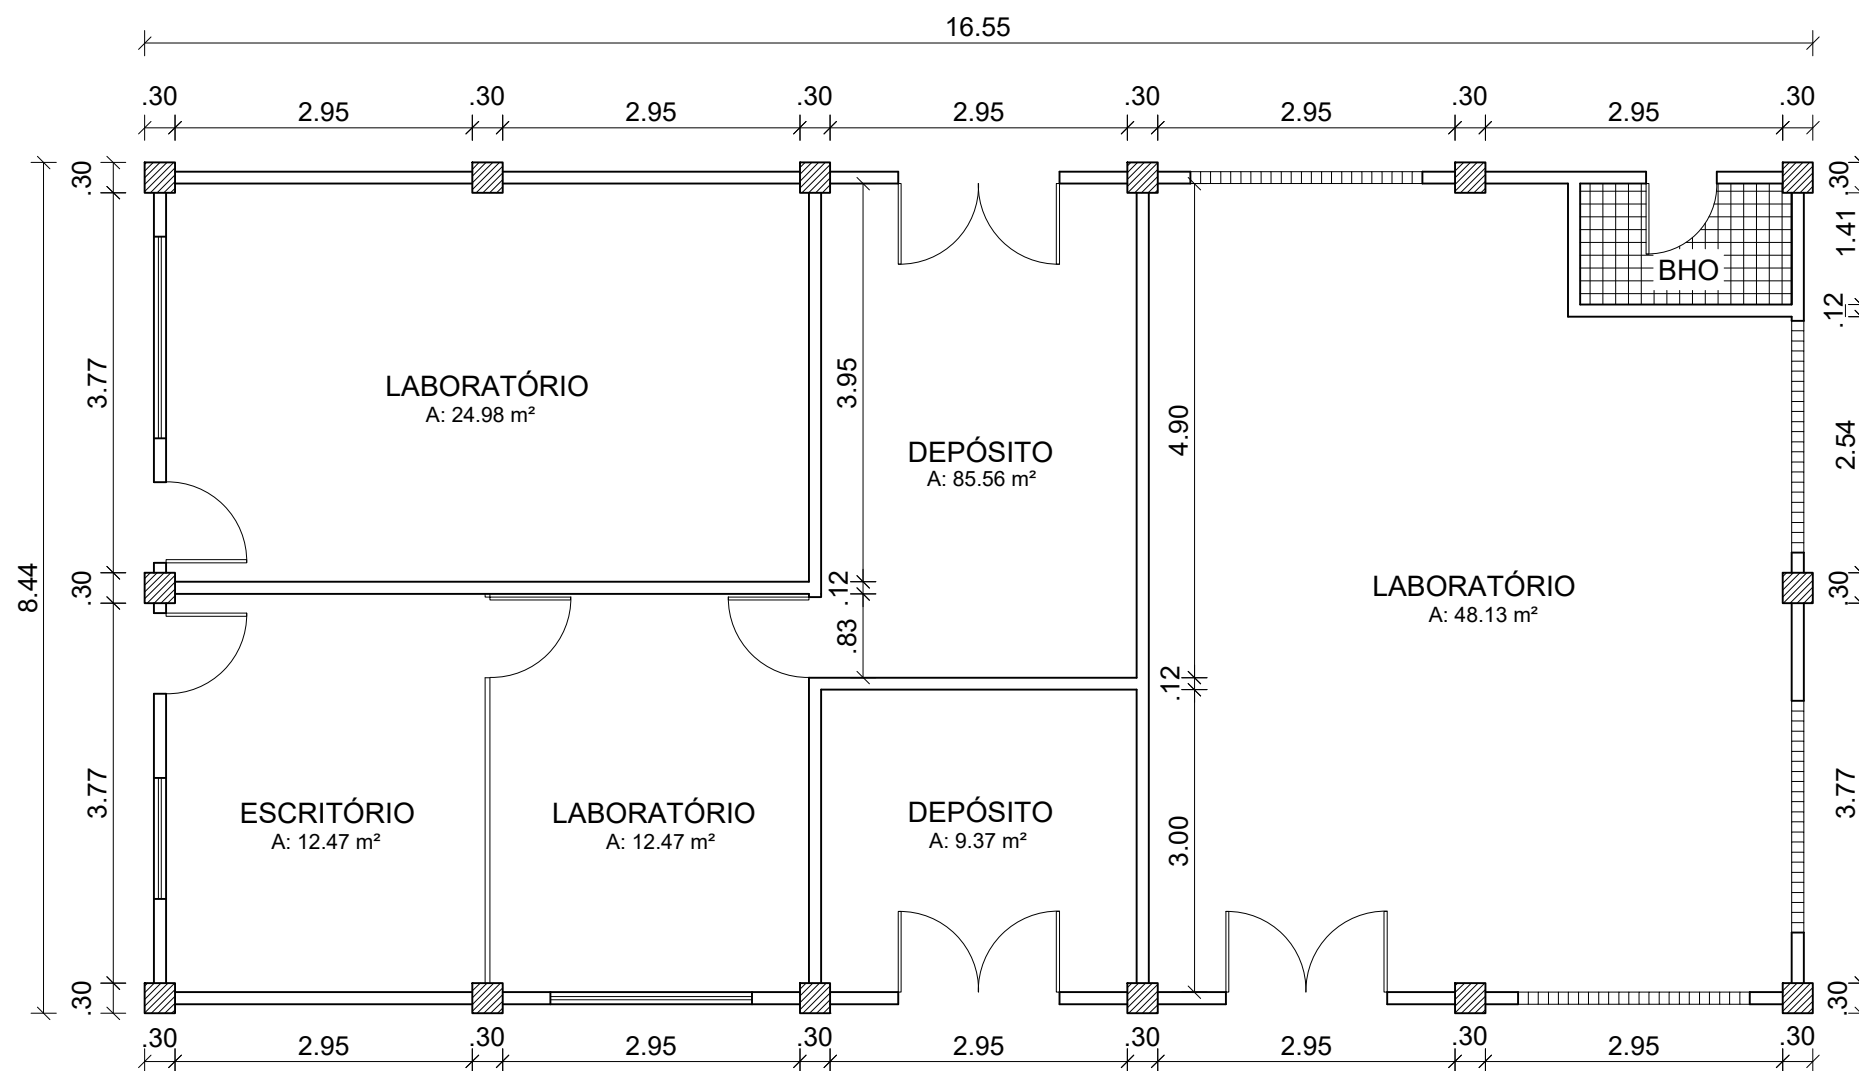 16.55
.30 2.95 .30 2.95 .30 2.95 .30 2.95 .30 2.95 .30
8.44
.30
3.77
.30
3.77
.30
.30
1.41
.12
2.54
.30
3.77
.30
BHO
LABORATÓRIO
A: 24.98 m²
3.95
.12
.83
DEPÓSITO
A: 85.56 m²
4.90
.12
3.00
LABORATÓRIO
A: 48.13 m²
ESCRITÓRIO
A: 12.47 m²
LABORATÓRIO
A: 12.47 m²
DEPÓSITO
A: 9.37 m²
.30 2.95 .30 2.95 .30 2.95 .30 2.95 .30 2.95 .30